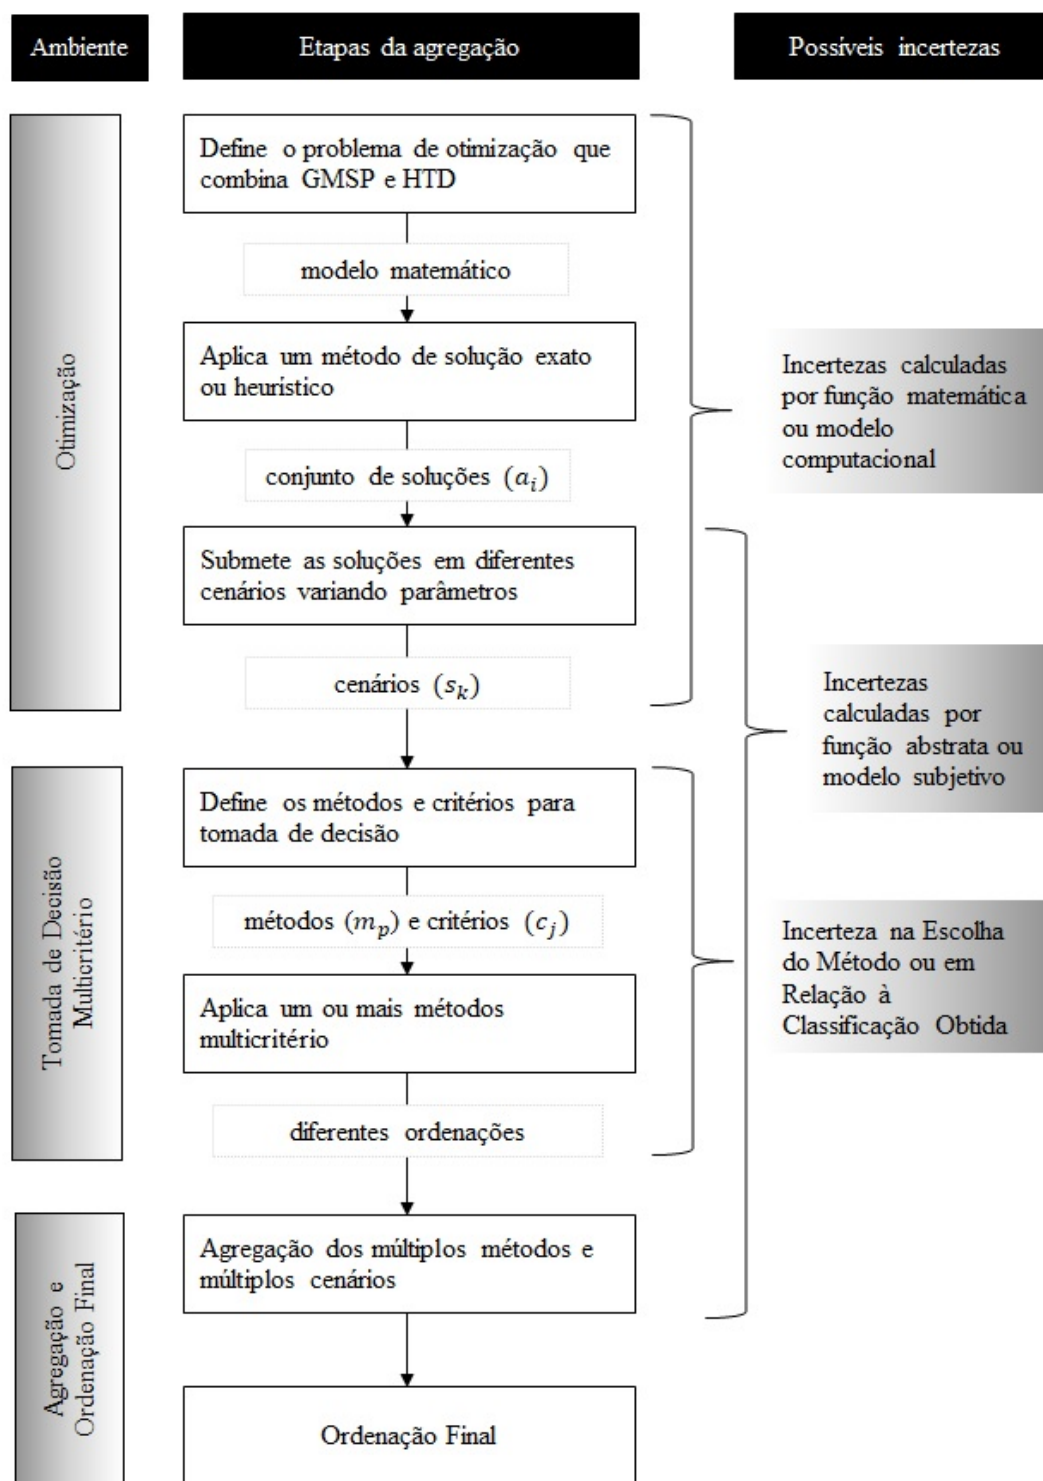 Ambiente
Etapas da agregação
Possíveis incertezas
Otimização
Define o problema de otimização que
combina GMSP e HTD
modelo matemático
Aplica um método de solução exato
ou heurístico
conjunto de soluções (a_i)
Submete as soluções em diferentes
cenários variando parâmetros
cenários (s_k)
Incertezas calculadas
por função matemática
ou modelo
computacional
Incertezas
calculadas por
função abstrata ou
modelo subjetivo
Tomada de Decisão
Multicritério
Define os métodos e critérios para
tomada de decisão
métodos (m_p) e critérios (c_j)
Aplica um ou mais métodos
multicritério
diferentes ordenações
Incerteza na Escolha
do Método ou em
Relação à
Classificação Obtida
Agregação e
Ordenação Final
Agregação dos múltiplos métodos e
múltiplos cenários
Ordenação Final